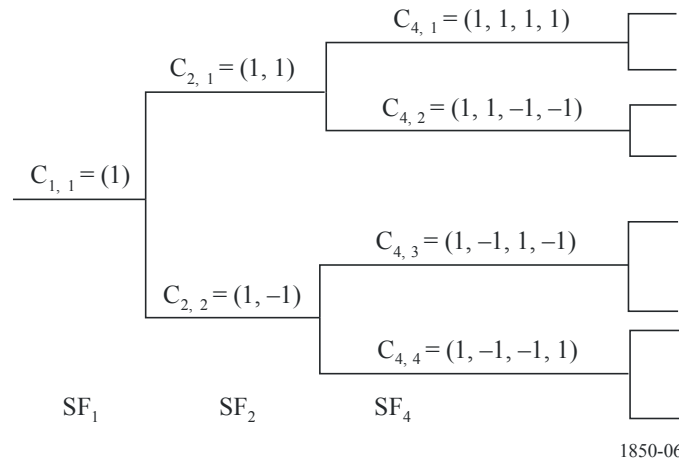 C4, 1 = (1, 1, 1, 1)
C2, 1 = (1, 1)
C4, 2 = (1, 1, –1, –1)
C1, 1 = (1)
C4, 3 = (1, –1, 1, –1)
C2, 2 = (1, –1)
C4, 4 = (1, –1, –1, 1)
SF1 SF2 SF4
1850-06